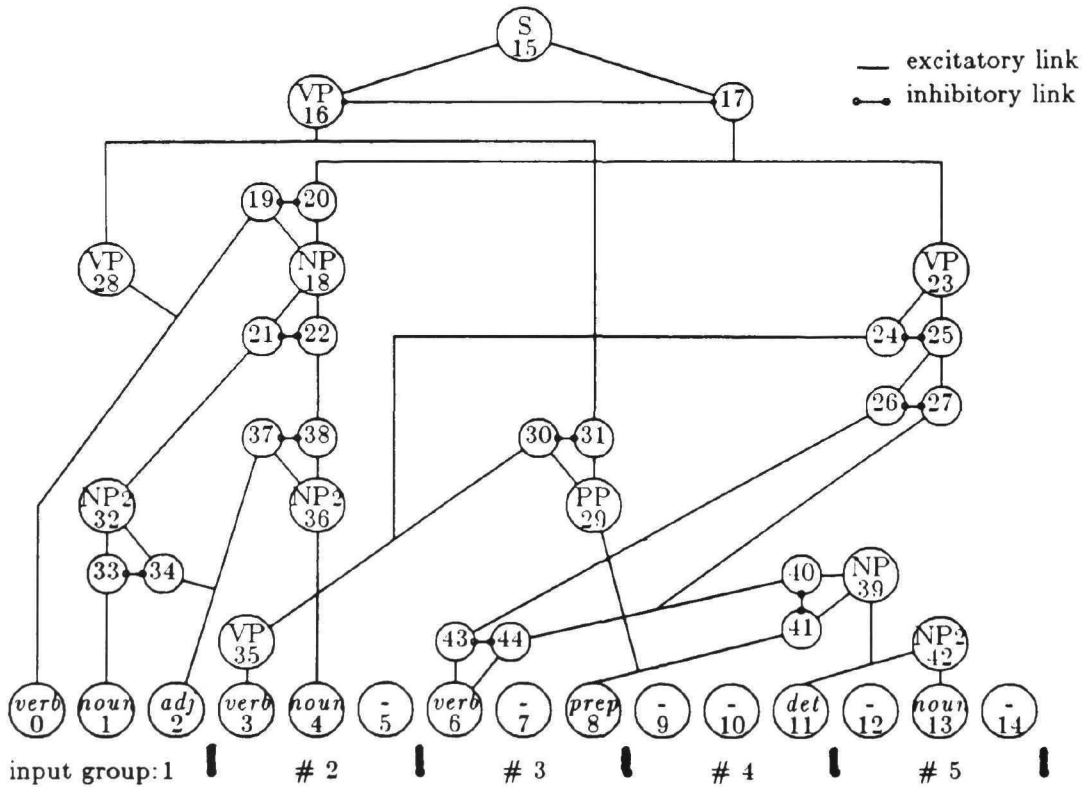 S
15
excitatory link
inhibitory link
VP
16
17
19
20
VP
28
NP
18
VP
23
21
22
24
25
26
27
37
38
30
31
NP2
32
NP2
36
PP
29
33
34
40
NP
39
VP
35
43
44
41
NP2
42
verb noun adj verb noun - verb - prep - - det - noun -
0 1 2 3 4 5 6 7 8 9 10 11 12 13 14
input group: 1 # 2 # 3 # 4 # 5